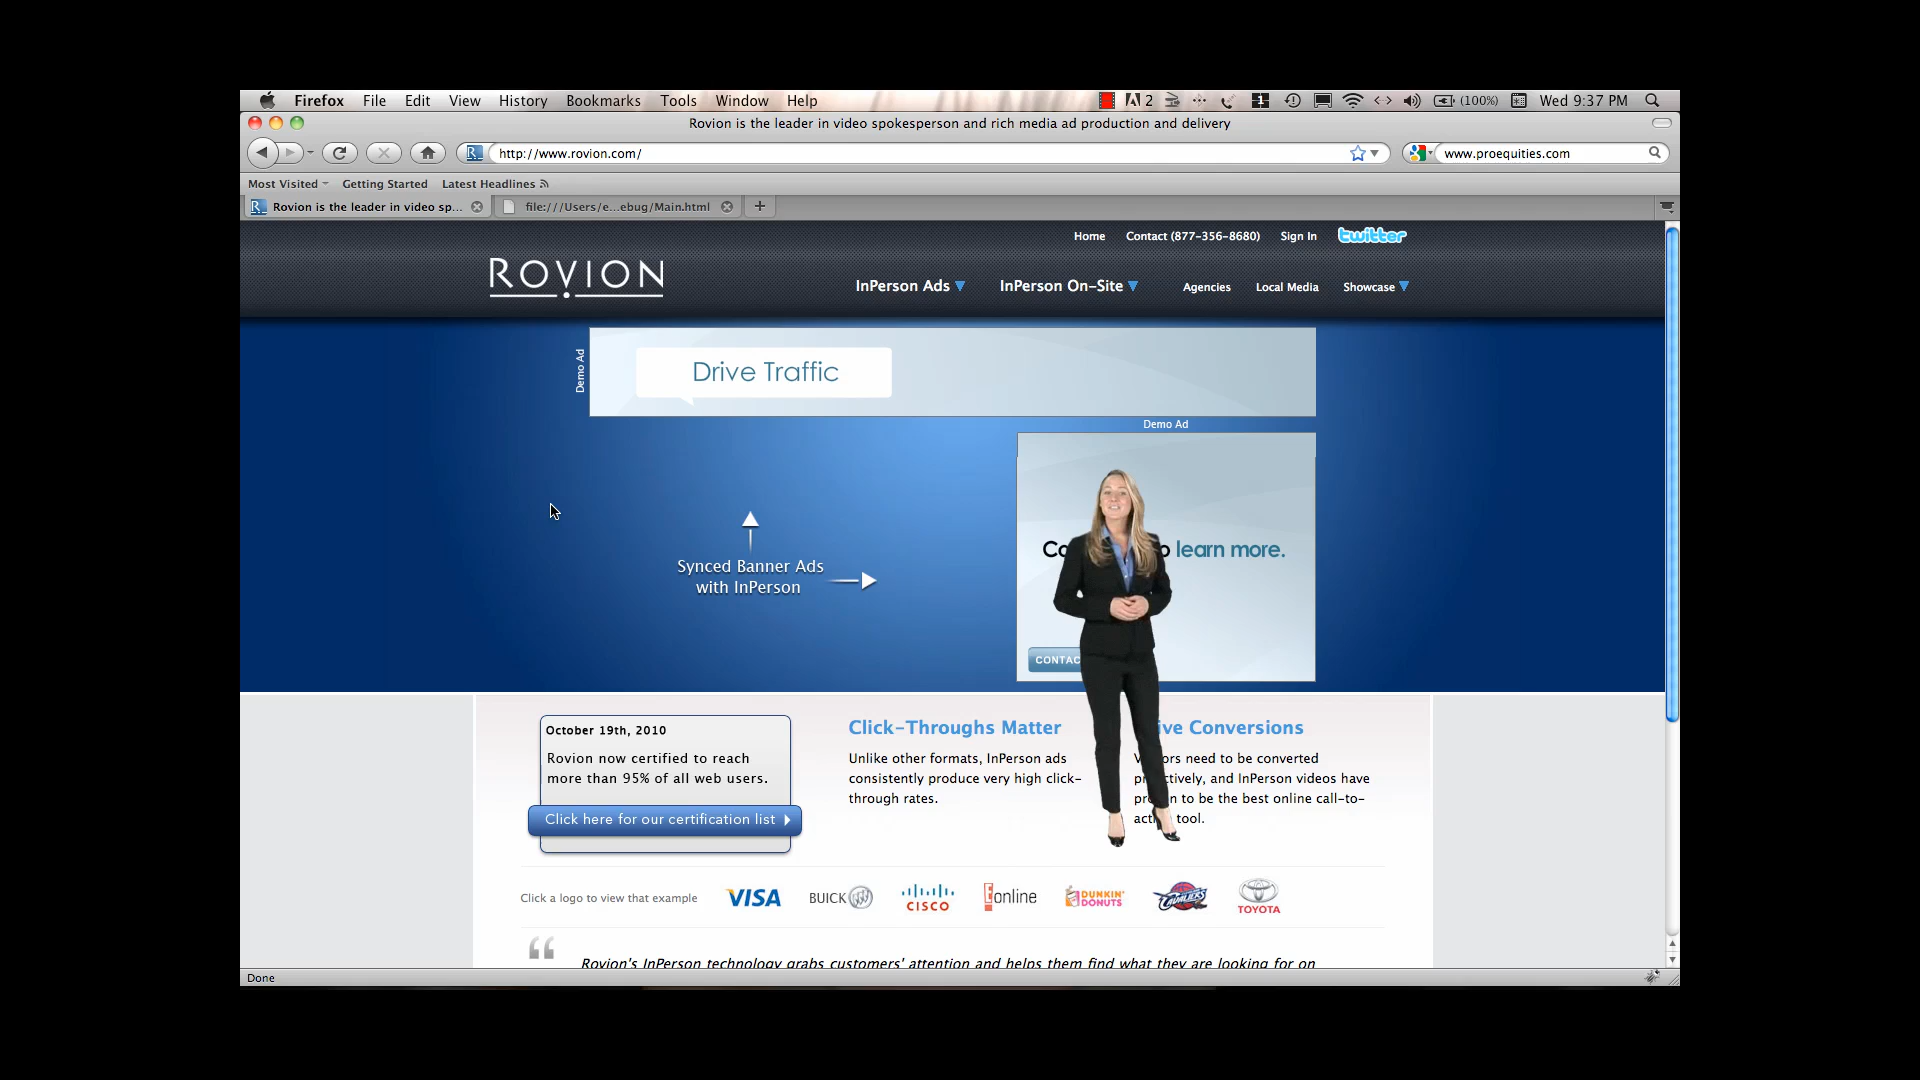 Firefox File Edit View History Bookmarks Tools Window Help 2 1 (100%) Wed 9:37 PM
Rovion is the leader in video spokesperson and rich media ad production and delivery
http://www.rovion.com/ www.proequities.com
Most Visited Getting Started Latest Headlines
Rovion is the leader in video sp... file:///Users/e...ebug/Main.html
Home Contact (877-356-8680) Sign In twitter
ROVION
InPerson Ads InPerson On-Site Agencies Local Media Showcase
Demo Ad
Drive Traffic
Demo Ad
learn more.
Synced Banner Ads
with InPerson
CONTAC
October 19th, 2010
Rovion now certified to reach
more than 95% of all web users.
Click here for our certification list
Click-Throughs Matter
Unlike other formats, InPerson ads
consistently produce very high click-
through rates.
Conversions
need to be converted
and InPerson videos have
to be the best online call-to-
tool.
Click a logo to view that example
VISA BUICK CISCO E online DUNKIN' DONUTS CAVALIERS TOYOTA
“
Rovion's InPerson technology grabs customers' attention and helps them find what they are looking for on
Done